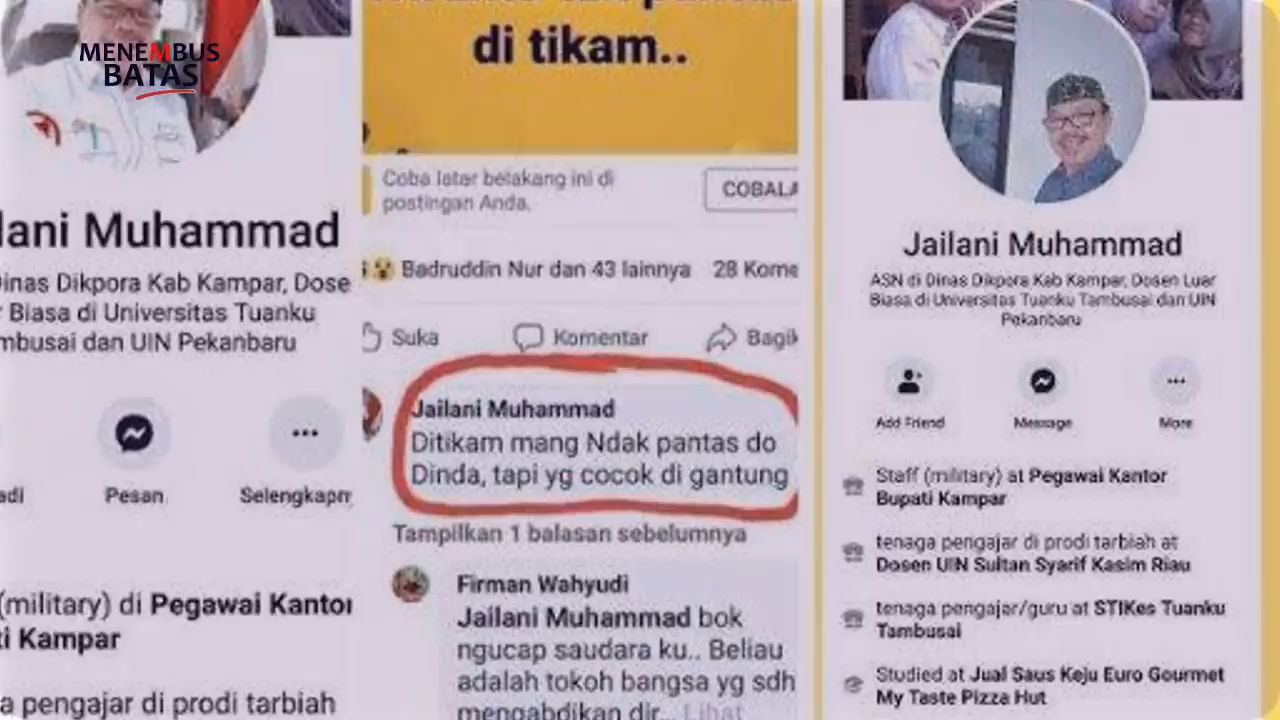 MENEMBUS
BATAS
lani Muhammad
Dinas Dikpora Kab Kampar, Dose
r Biasa di Universitas Tuanku
mbusai dan UIN Pekanbaru
adi
Pesan
Selengkapn
(military) di Pegawai Kantor
ti Kampar
a pengajar di prodi tarbiah
di tikam..
Coba latar belakang ini di
postingan Anda.
COBALA
Badruddin Nur dan 43 lainnya
28 Kome
Suka
Komentar
Bagik
Jailani Muhammad
Ditikam mang Ndak pantas do
Dinda, tapi yg cocok di gantung
Tampilkan 1 balasan sebelumnya
Firman Wahyudi
Jailani Muhammad bok
ngucap saudara ku.. Beliau
adalah tokoh bangsa yg sdh
mengabdikan dir... Lihat
Jailani Muhammad
ASN di Dinas Dikpora Kab Kampar, Dosen Luar
Biasa di Universitas Tuanku Tambusai dan UIN
Pekanbaru
Add Friend
Message
More
Staff (military) at Pegawai Kantor
Bupati Kampar
tenaga pengajar di prodi tarbiah at
Dosen UIN Sultan Syarif Kasim Riau
tenaga pengajar/guru at STIKes Tuanku
Tambusai
Studied at Jual Saus Keju Euro Gourmet
My Taste Pizza Hut